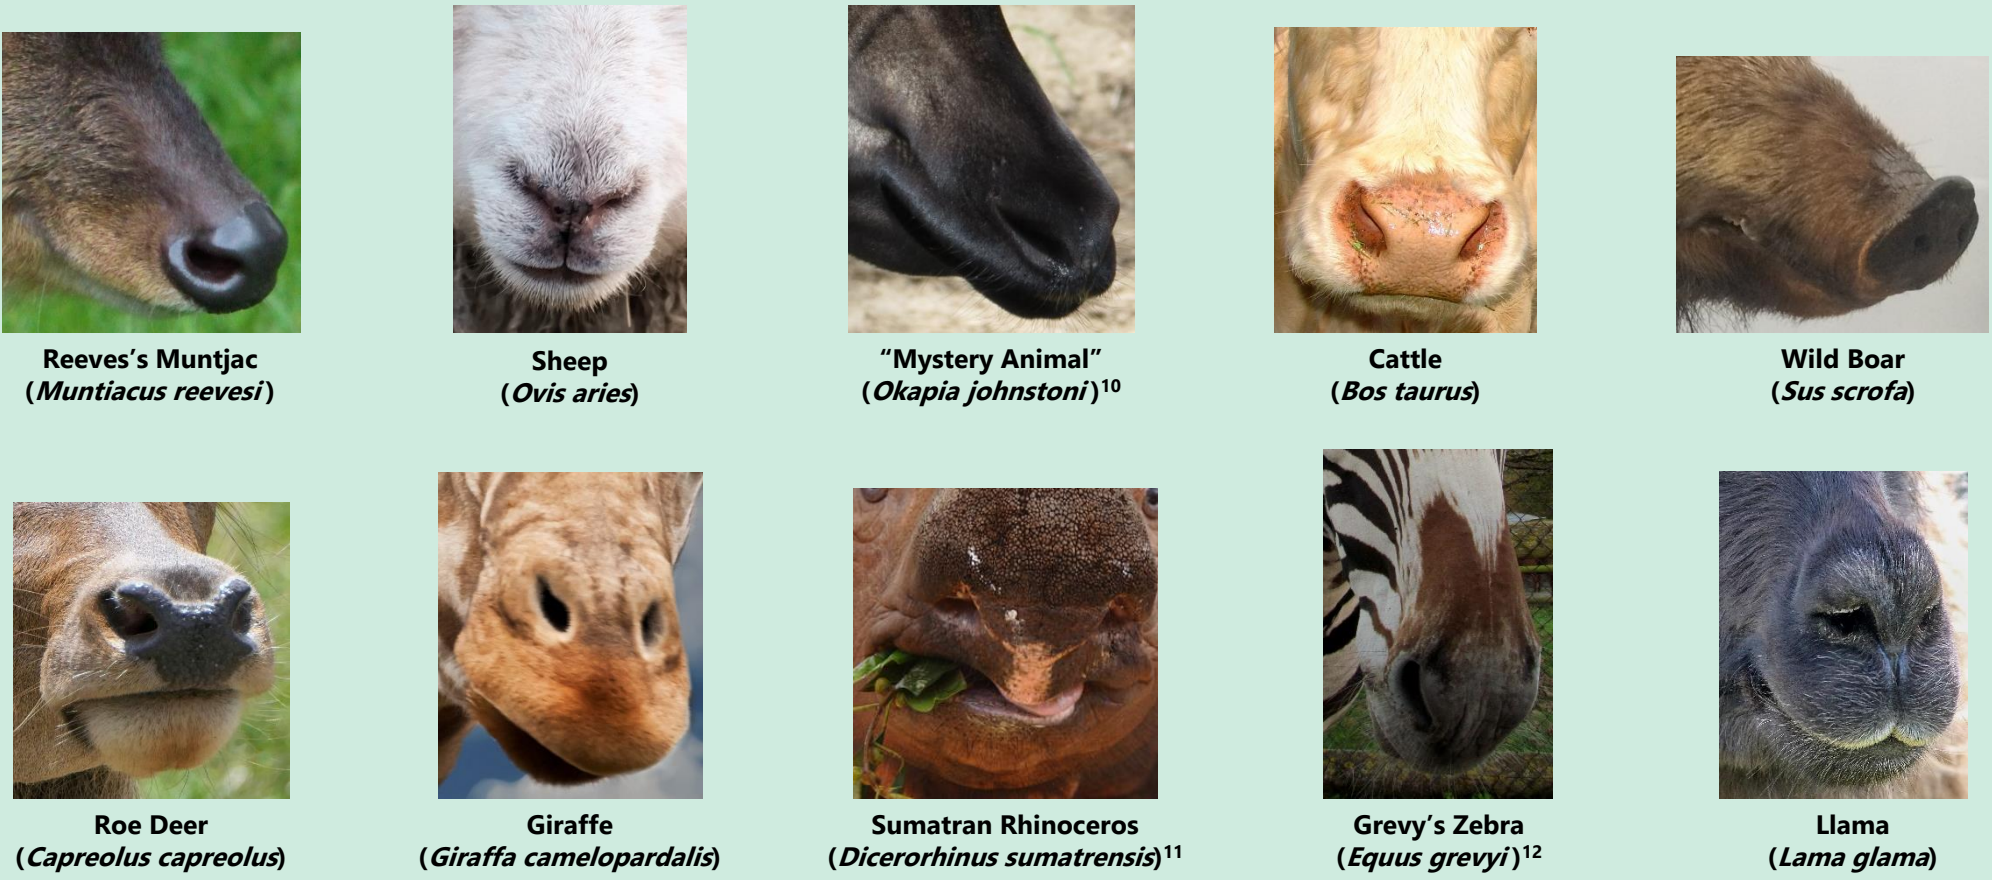 Reeves’s Muntjac
(Muntiacus reevesi)
Sheep
(Ovis aries)
“Mystery Animal”
(Okapia johnstoni)¹⁰
Cattle
(Bos taurus)
Wild Boar
(Sus scrofa)
Roe Deer
(Capreolus capreolus)
Giraffe
(Giraffa camelopardalis)
Sumatran Rhinoceros
(Dicerorhinus sumatrensis)¹¹
Grevy’s Zebra
(Equus grevyi)¹²
Llama
(Lama glama)